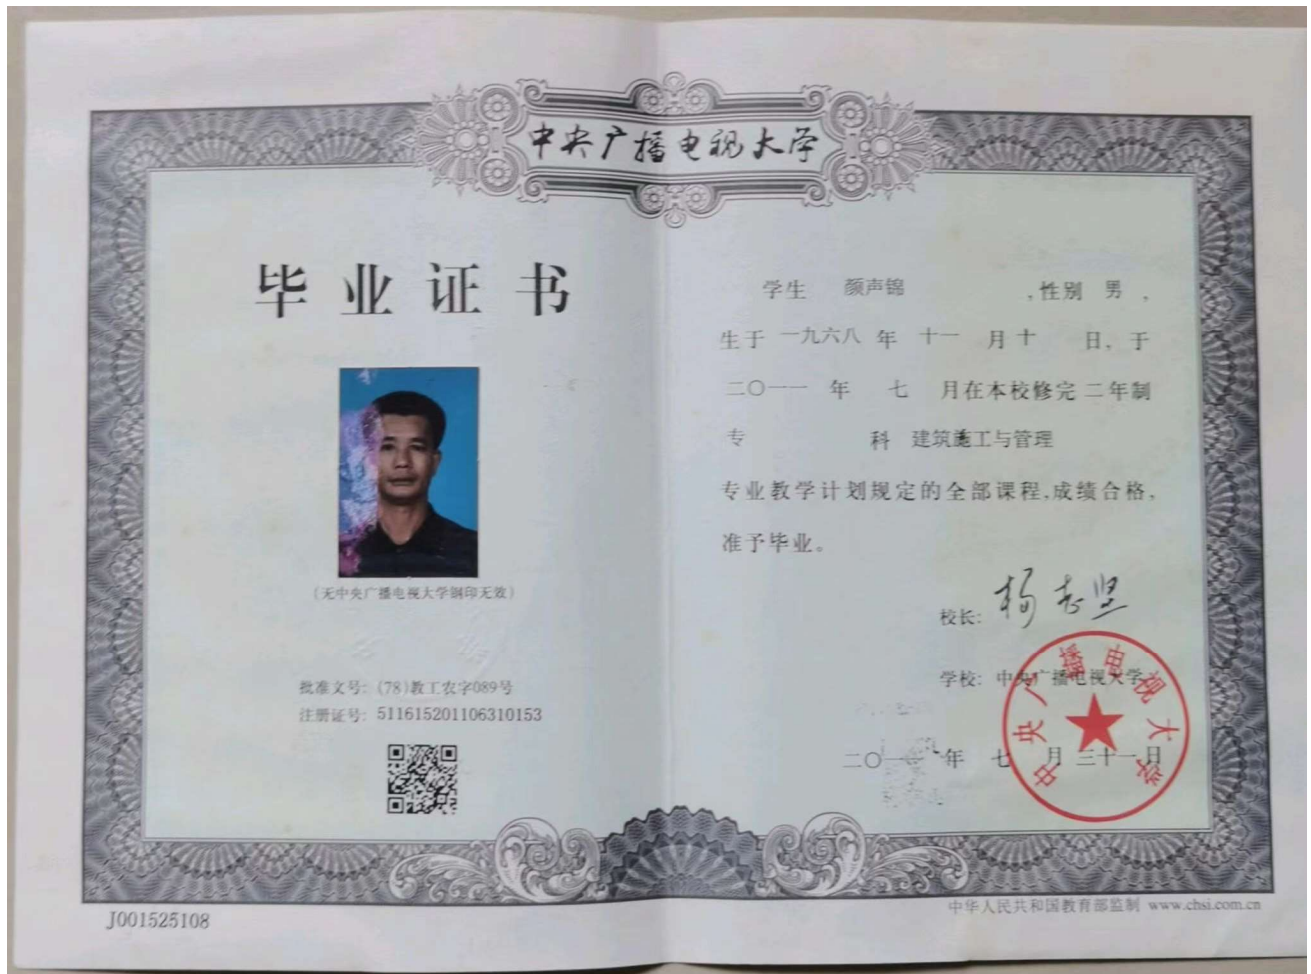 中央广播电视大学
毕业证书
(无中央广播电视大学钢印无效)
批准文号: (78)教工农字089号
注册证号: 511615201106310153
J001525108
学生 颜声锦 ,性别 男 ,
生于 一九六八 年 十一 月 十 日, 于
二〇一一 年 七 月在本校修完 二年制
专 科 建筑施工与管理
专业教学计划规定的全部课程,成绩合格,
准予毕业。
校长: 杨志坚
学校: 中央广播电视大学
二〇一一年 七 月 三十一日
中央广播电视大学
中华人民共和国教育部监制 www.chsi.com.cn